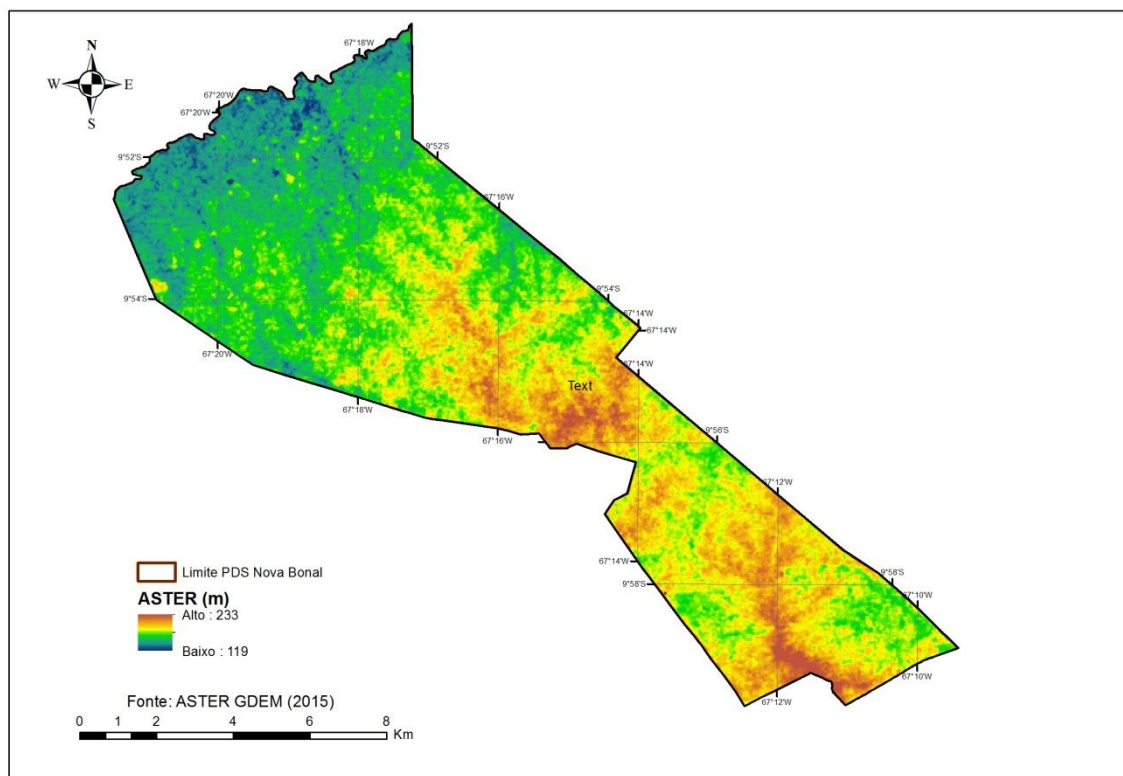 N
W E
S
67°18'W
67°20'W
67°20'W
9°52'S
9°52'S
67°16'W
9°54'S
9°54'S
67°14'W
67°14'W
67°20'W
67°14'W
Text
67°18'W
67°16'W
9°56'S
67°12'W
67°14'W
9°58'S
9°58'S
67°10'W
67°10'W
67°12'W
Limite PDS Nova Bonal
ASTER (m)
Alto : 233
Baixo : 119
Fonte: ASTER GDEM (2015)
0 1 2 4 6 8
Km